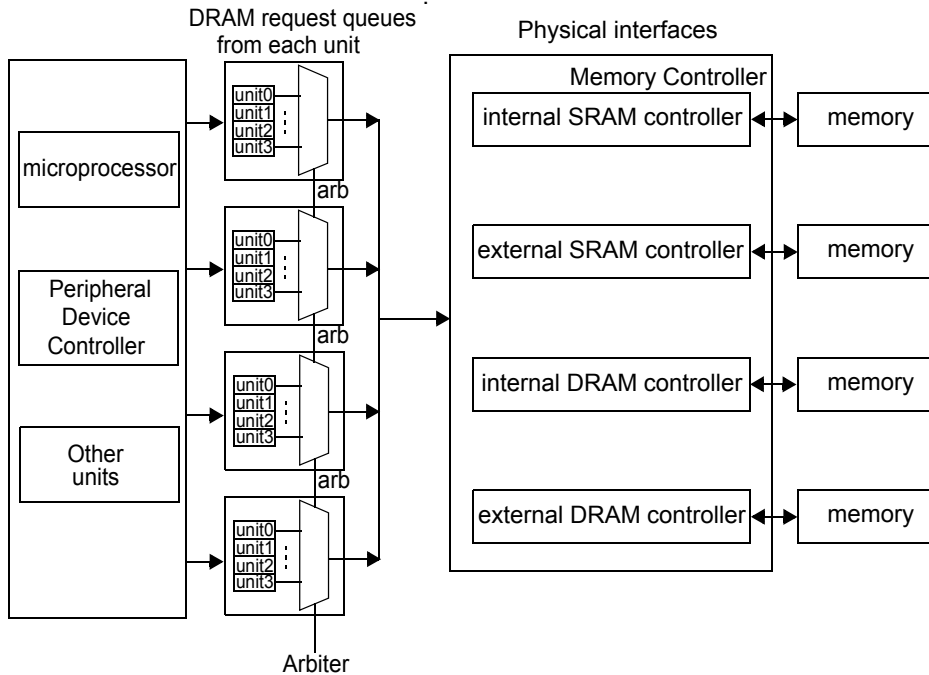 DRAM request queues
from each unit
Physical interfaces
microprocessor
Peripheral
Device
Controller
Other
units
unit0
unit1
unit2
unit3
arb
unit0
unit1
unit2
unit3
arb
unit0
unit1
unit2
unit3
arb
unit0
unit1
unit2
unit3
Arbiter
Memory Controller
internal SRAM controller
memory
external SRAM controller
memory
internal DRAM controller
memory
external DRAM controller
memory